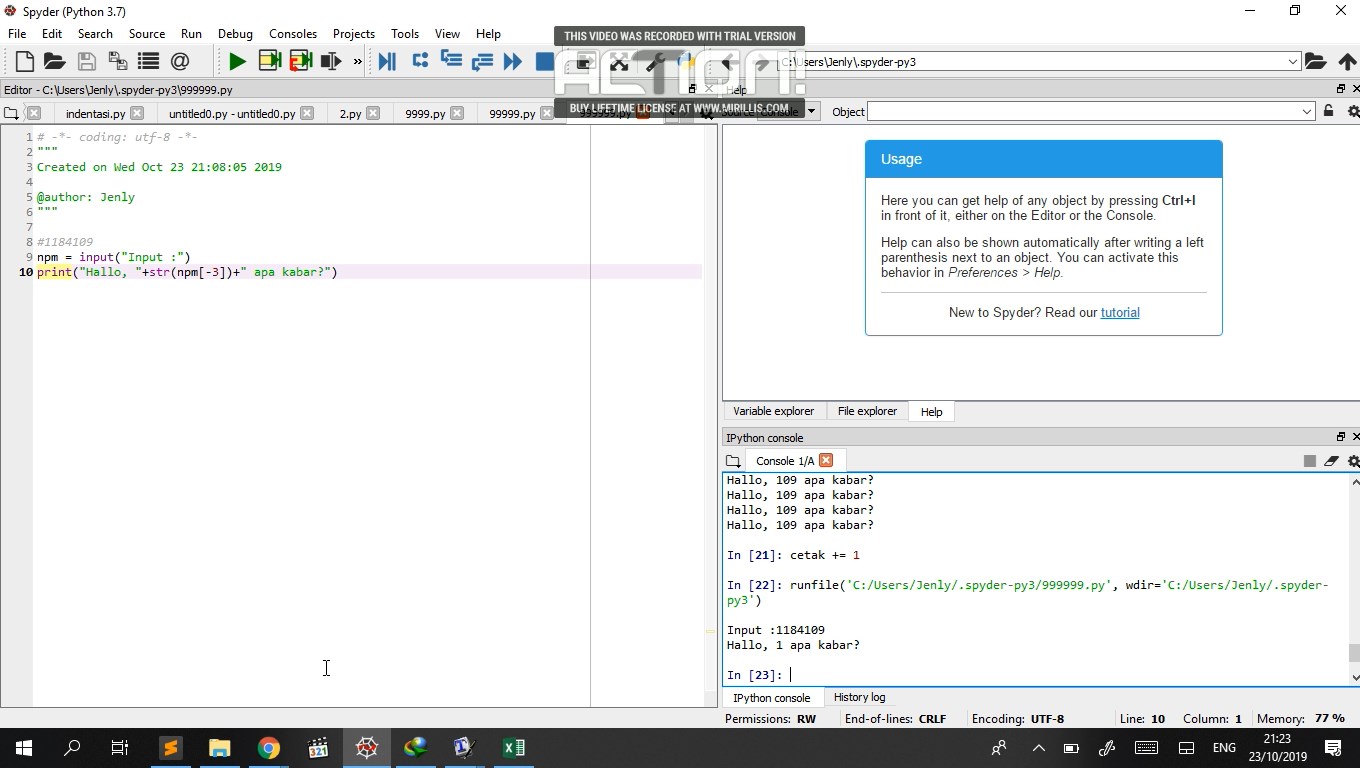 Spyder (Python 3.7)
File Edit Search Source Run Debug Consoles Projects Tools View Help
THIS VIDEO WAS RECORDED WITH TRIAL VERSION
ACTION!
BUY LIFETIME LICENSE AT WWW.MIRILLIS.COM
C:\Users\Jenly\.spyder-py3
Editor - C:\Users\Jenly\.spyder-py3\999999.py
indentasi.py untitled0.py - untitled0.py 2.py 9999.py 99999.py 999999.py
1 # -*- coding: utf-8 -*-
2 """
3 Created on Wed Oct 23 21:08:05 2019
4
5 @author: Jenly
6 """
7
8 #1184109
9 npm = input("Input :")
10 print("Hallo, "+str(npm[-3])+" apa kabar?")
Help
Source Console Object
Usage
Here you can get help of any object by pressing Ctrl+I
in front of it, either on the Editor or the Console.
Help can also be shown automatically after writing a left
parenthesis next to an object. You can activate this
behavior in Preferences > Help.
New to Spyder? Read our tutorial
Variable explorer File explorer Help
IPython console
Console 1/A
Hallo, 109 apa kabar?
Hallo, 109 apa kabar?
Hallo, 109 apa kabar?
Hallo, 109 apa kabar?
In [21]: cetak += 1
In [22]: runfile('C:/Users/Jenly/.spyder-py3/999999.py', wdir='C:/Users/Jenly/.spyder-
py3')
Input :1184109
Hallo, 1 apa kabar?
In [23]:
IPython console History log
Permissions: RW End-of-lines: CRLF Encoding: UTF-8 Line: 10 Column: 1 Memory: 77 %
321
ENG
21:23
23/10/2019